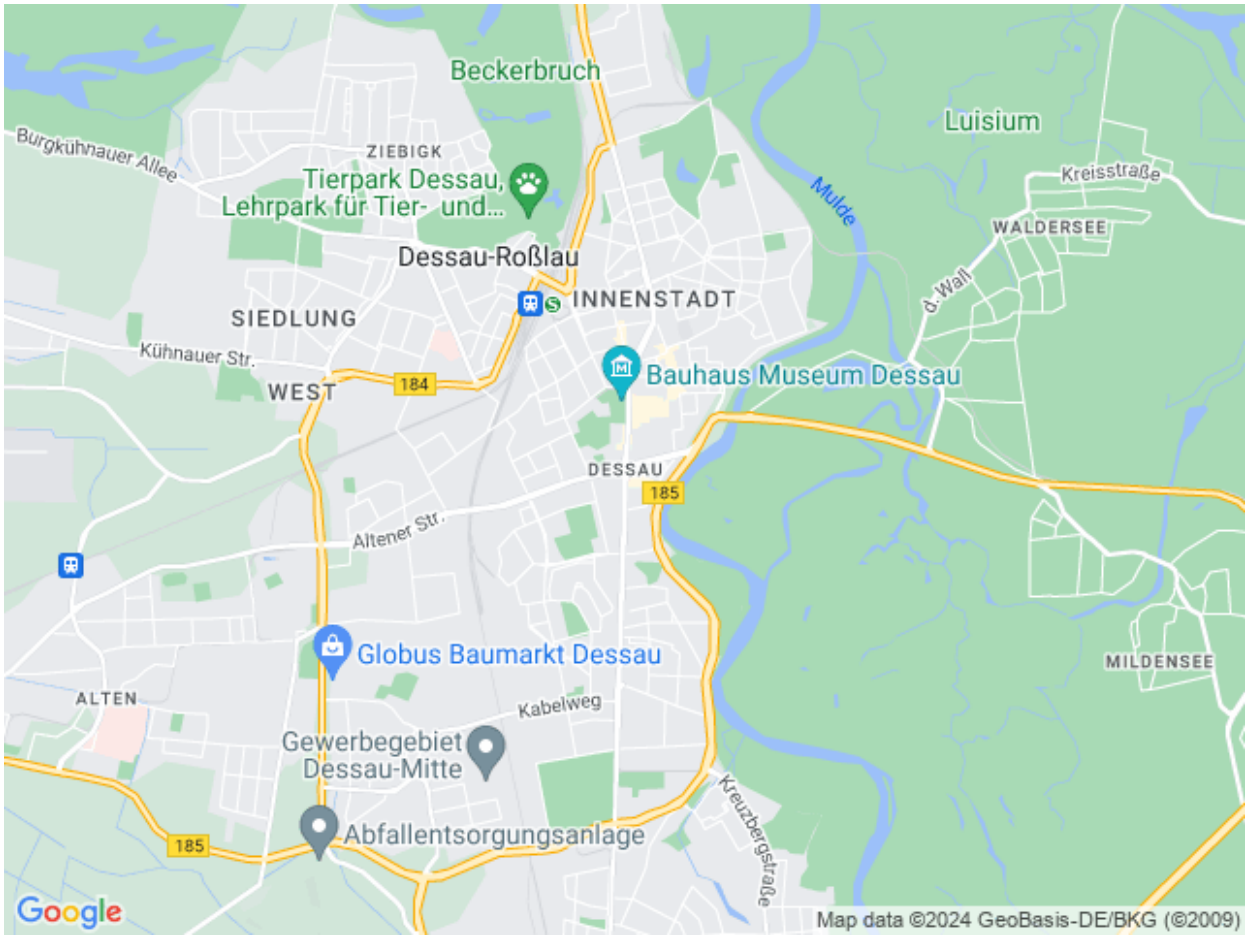 Beckerbruch
Luisium
Burgkühnauer Allee
ZIEBIGK
Kreisstraße
Tierpark Dessau,
Lehrpark für Tier- und...
Mulde
WALDERSEE
Dessau-Roßlau
S
INNENSTADT
d. Wall
SIEDLUNG
Kühnauer Str.
M
Bauhaus Museum Dessau
184
WEST
DESSAU
185
Altener Str.
Globus Baumarkt Dessau
MILDENSEE
ALTEN
Kabelweg
Gewerbegebiet
Dessau-Mitte
Kreuzbergstraße
Abfallentsorgungsanlage
185
Google
Map data ©2024 GeoBasis-DE/BKG (©2009)